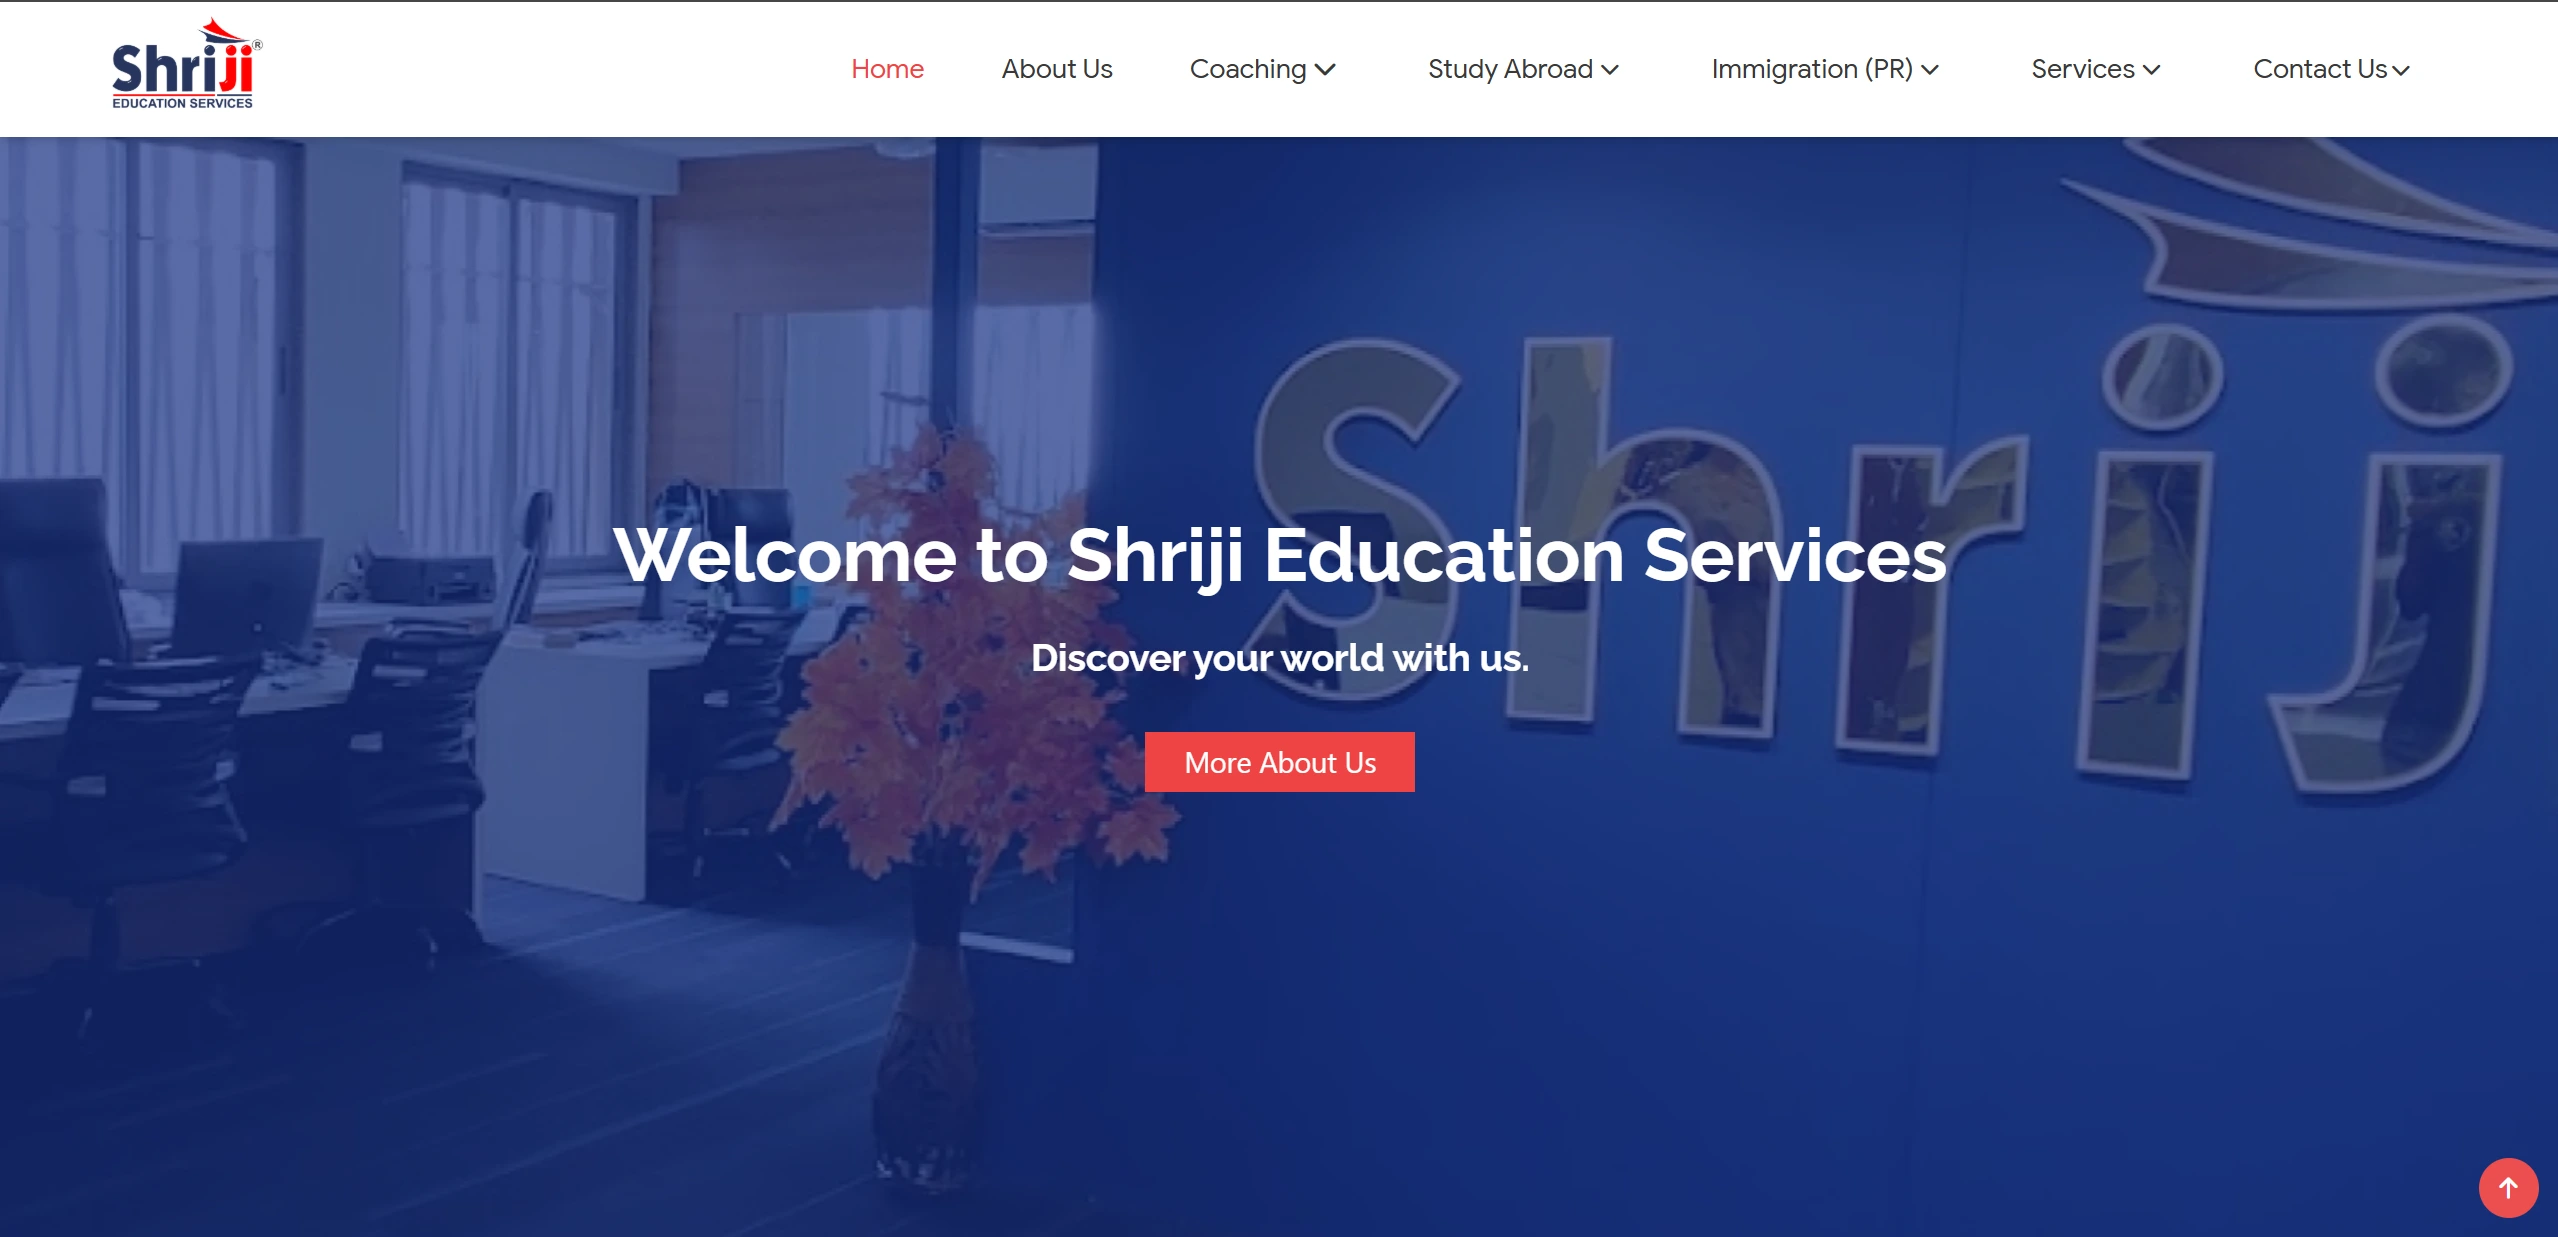 Shriji®
EDUCATION SERVICES
Home About Us Coaching Study Abroad Immigration (PR) Services Contact Us
Shrij
Welcome to Shriji Education Services
Discover your world with us.
More About Us